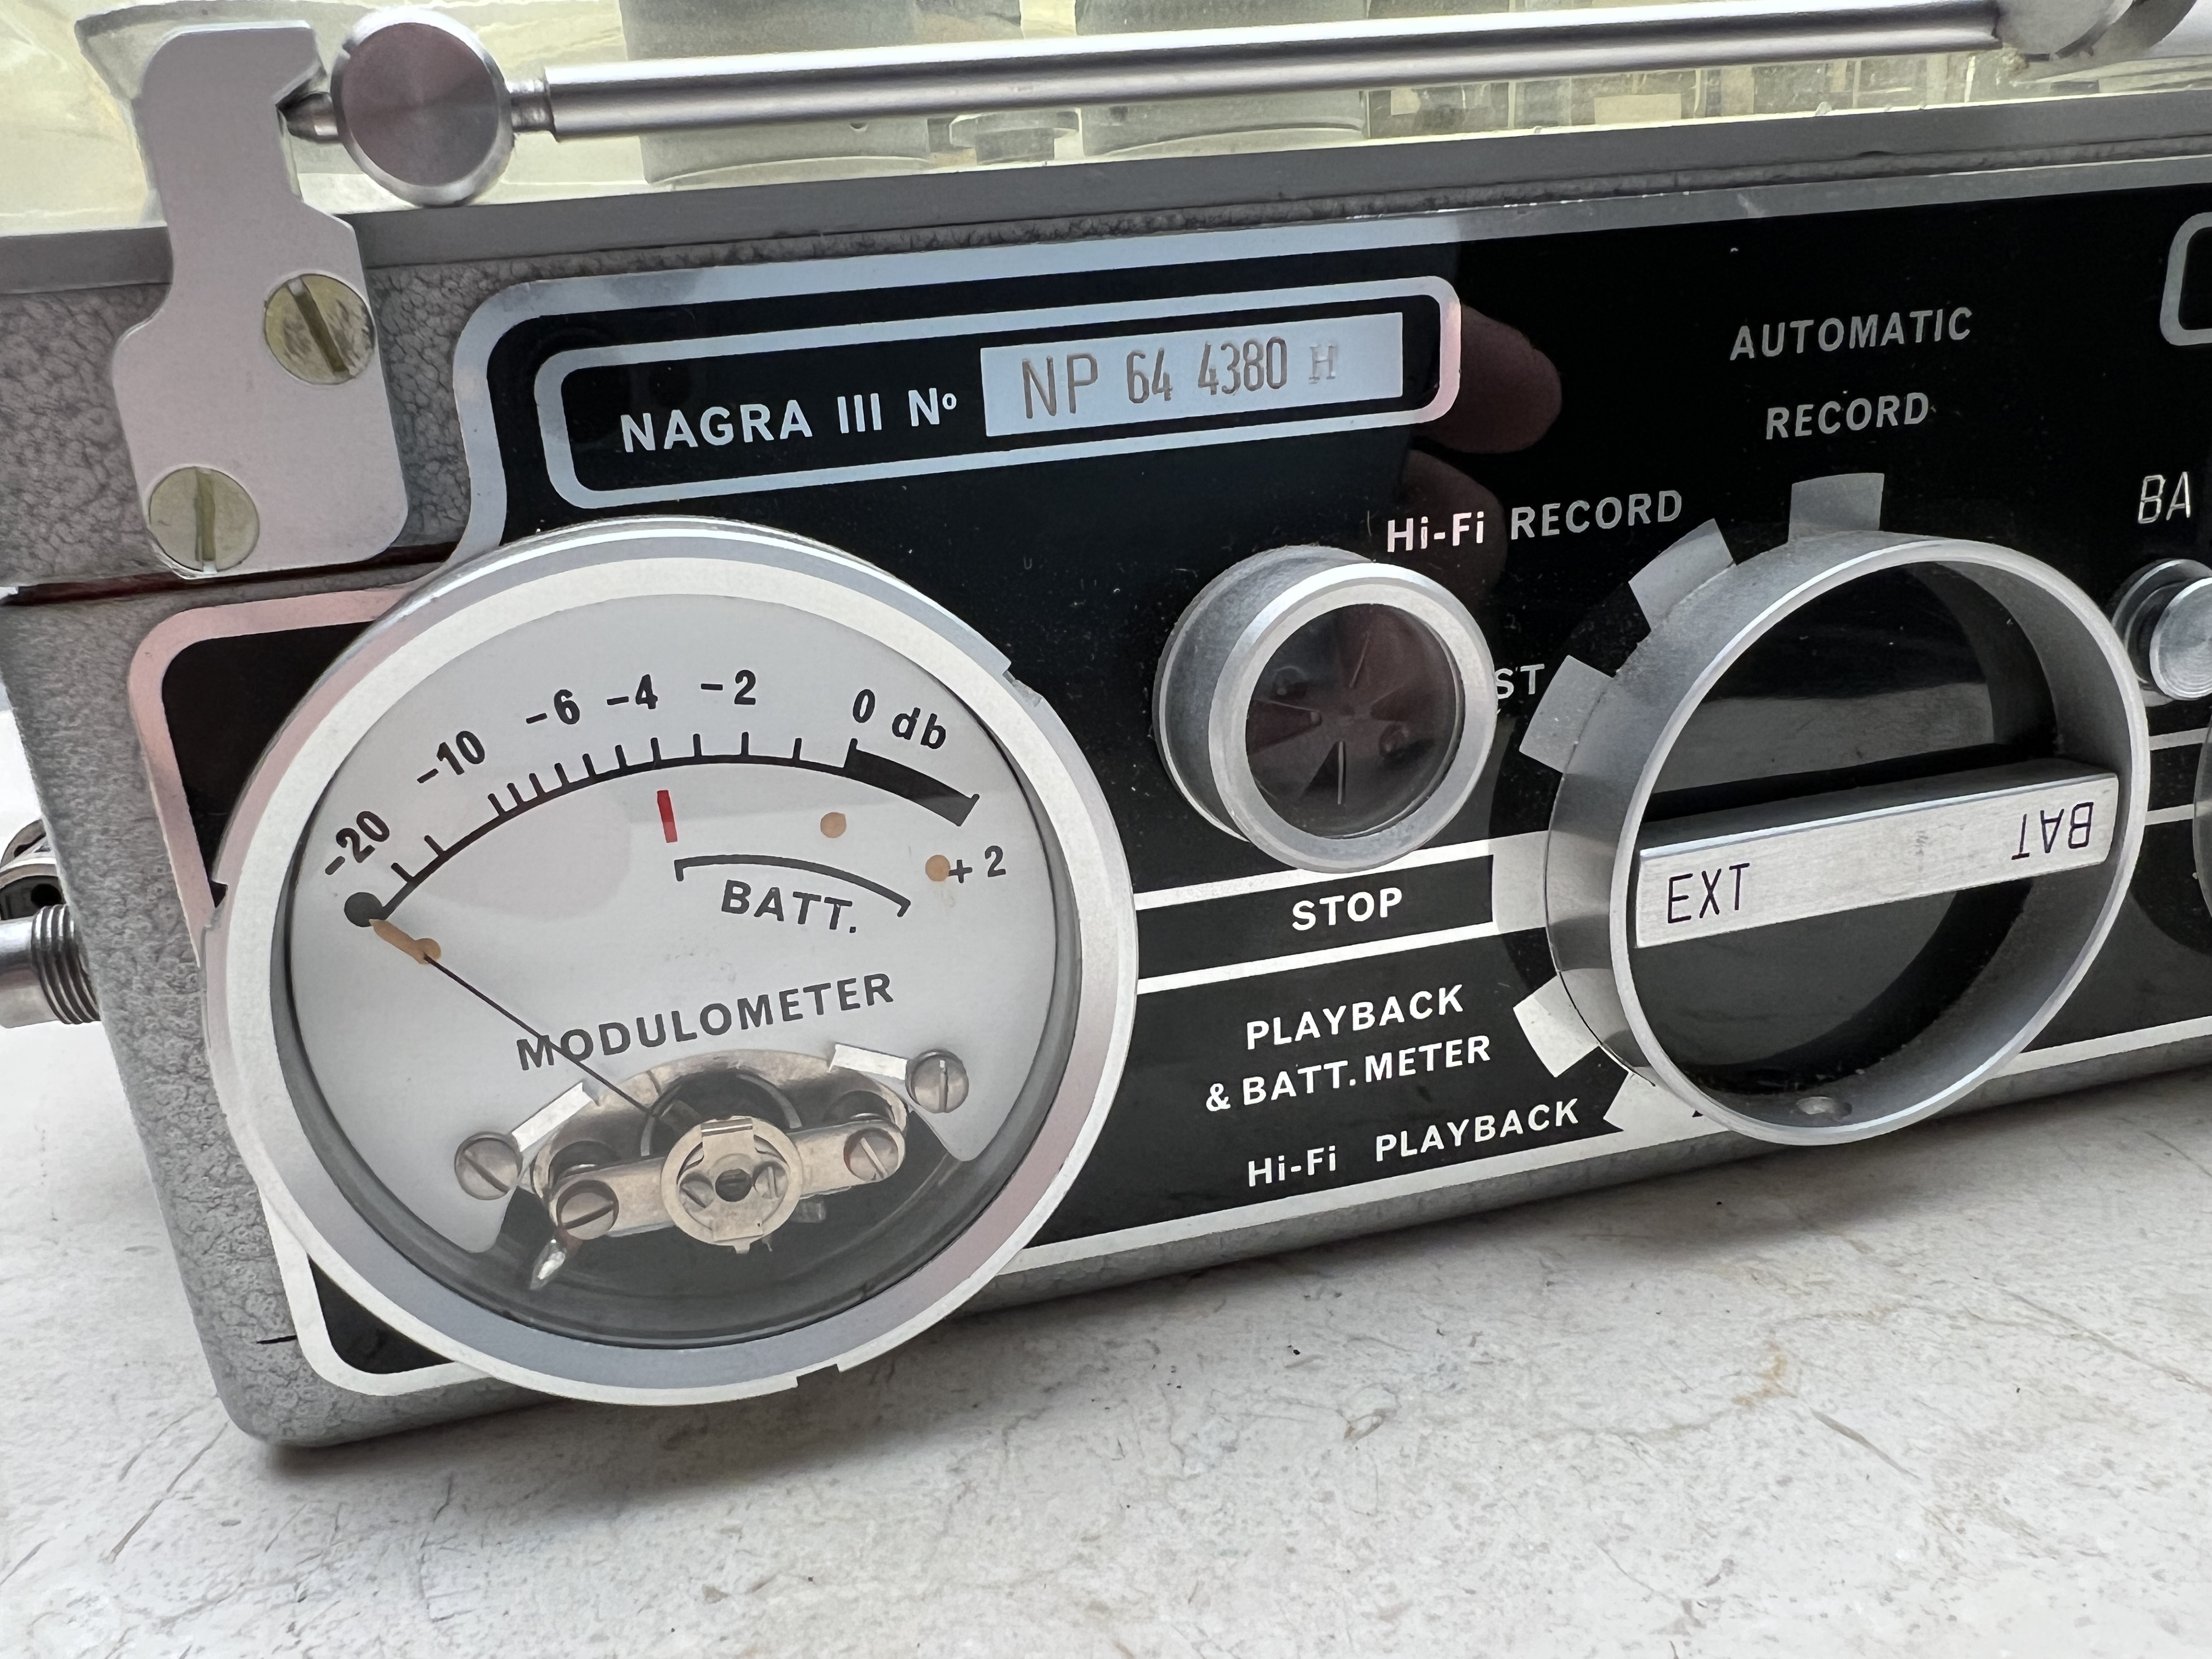 NAGRA III Nº NP 64 4380 H
AUTOMATIC
RECORD
Hi-Fi RECORD
BA
ST
-20 -10 -6 -4 -2 0 db
+ 2
BATT.
MODULOMETER
STOP
EXT BAT
PLAYBACK
& BATT. METER
Hi-Fi PLAYBACK